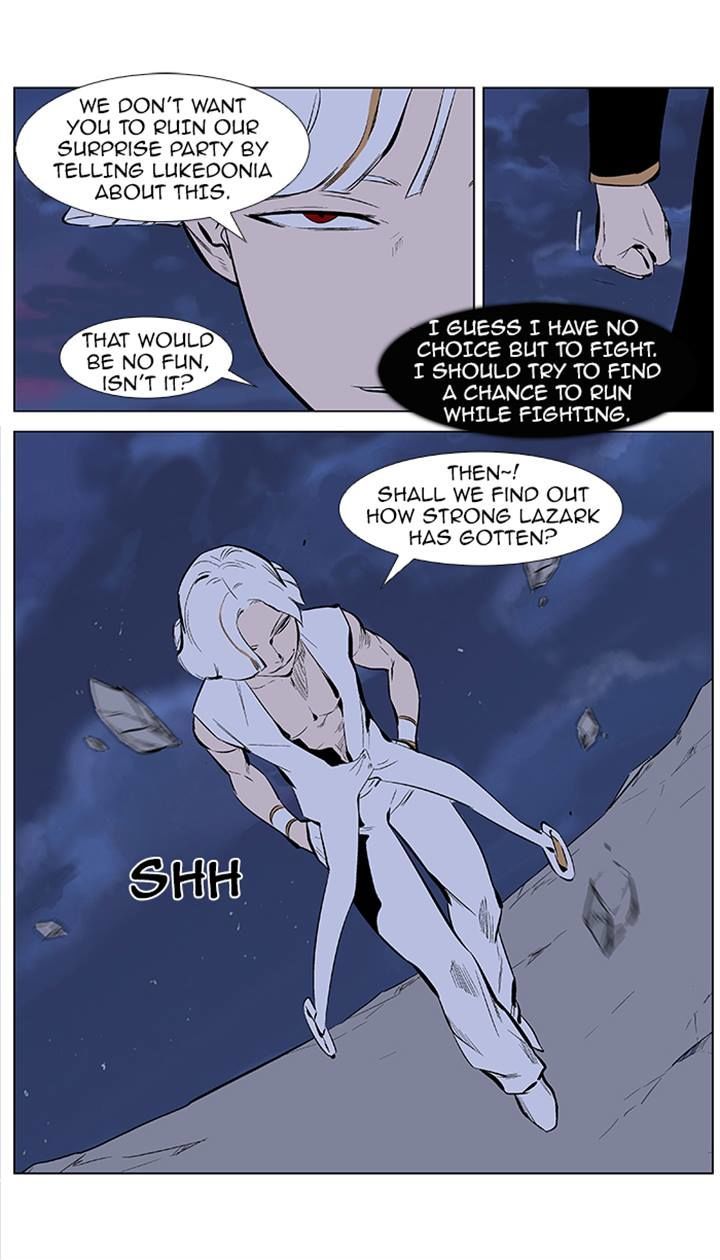 WE DON'T WANT
YOU TO RUIN OUR
SURPRISE PARTY BY
TELLING LUKEDONIA
ABOUT THIS.
THAT WOULD
BE NO FUN,
ISN'T IT?
I GUESS I HAVE NO
CHOICE BUT TO FIGHT.
I SHOULD TRY TO FIND
A CHANCE TO RUN
WHILE FIGHTING.
THEN~!
SHALL WE FIND OUT
HOW STRONG LAZARK
HAS GOTTEN?
SHH